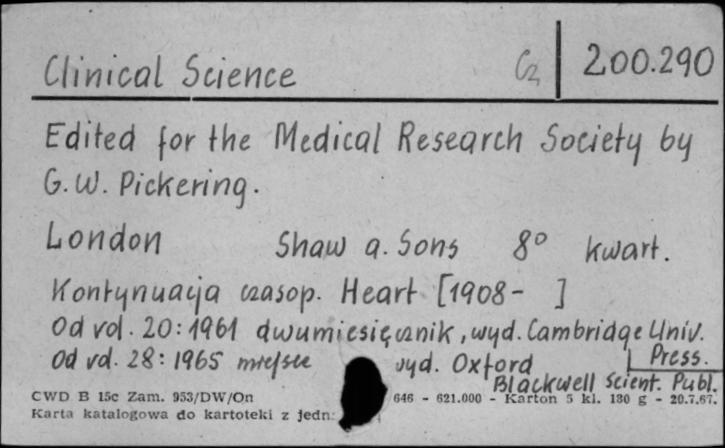 Clinical Science C2 200.290
Edited for the Medical Research Society by
G.W. Pickering.
London Shaw a. Sons 8° kwart.
Kontynuacja czasop. Heart [1908- ]
Od vol. 20:1961 dwumiesięcznik, wyd. Cambridge Univ. Press.
Od vol. 28: 1965 miejsce wyd. Oxford
Blackwell Scient. Publ.
CWD B 15c Zam. 953/DW/On 646 - 621.000 - Karton 5 kl. 180 g - 20.7.67.
Karta katalogowa do kartoteki z jedn.